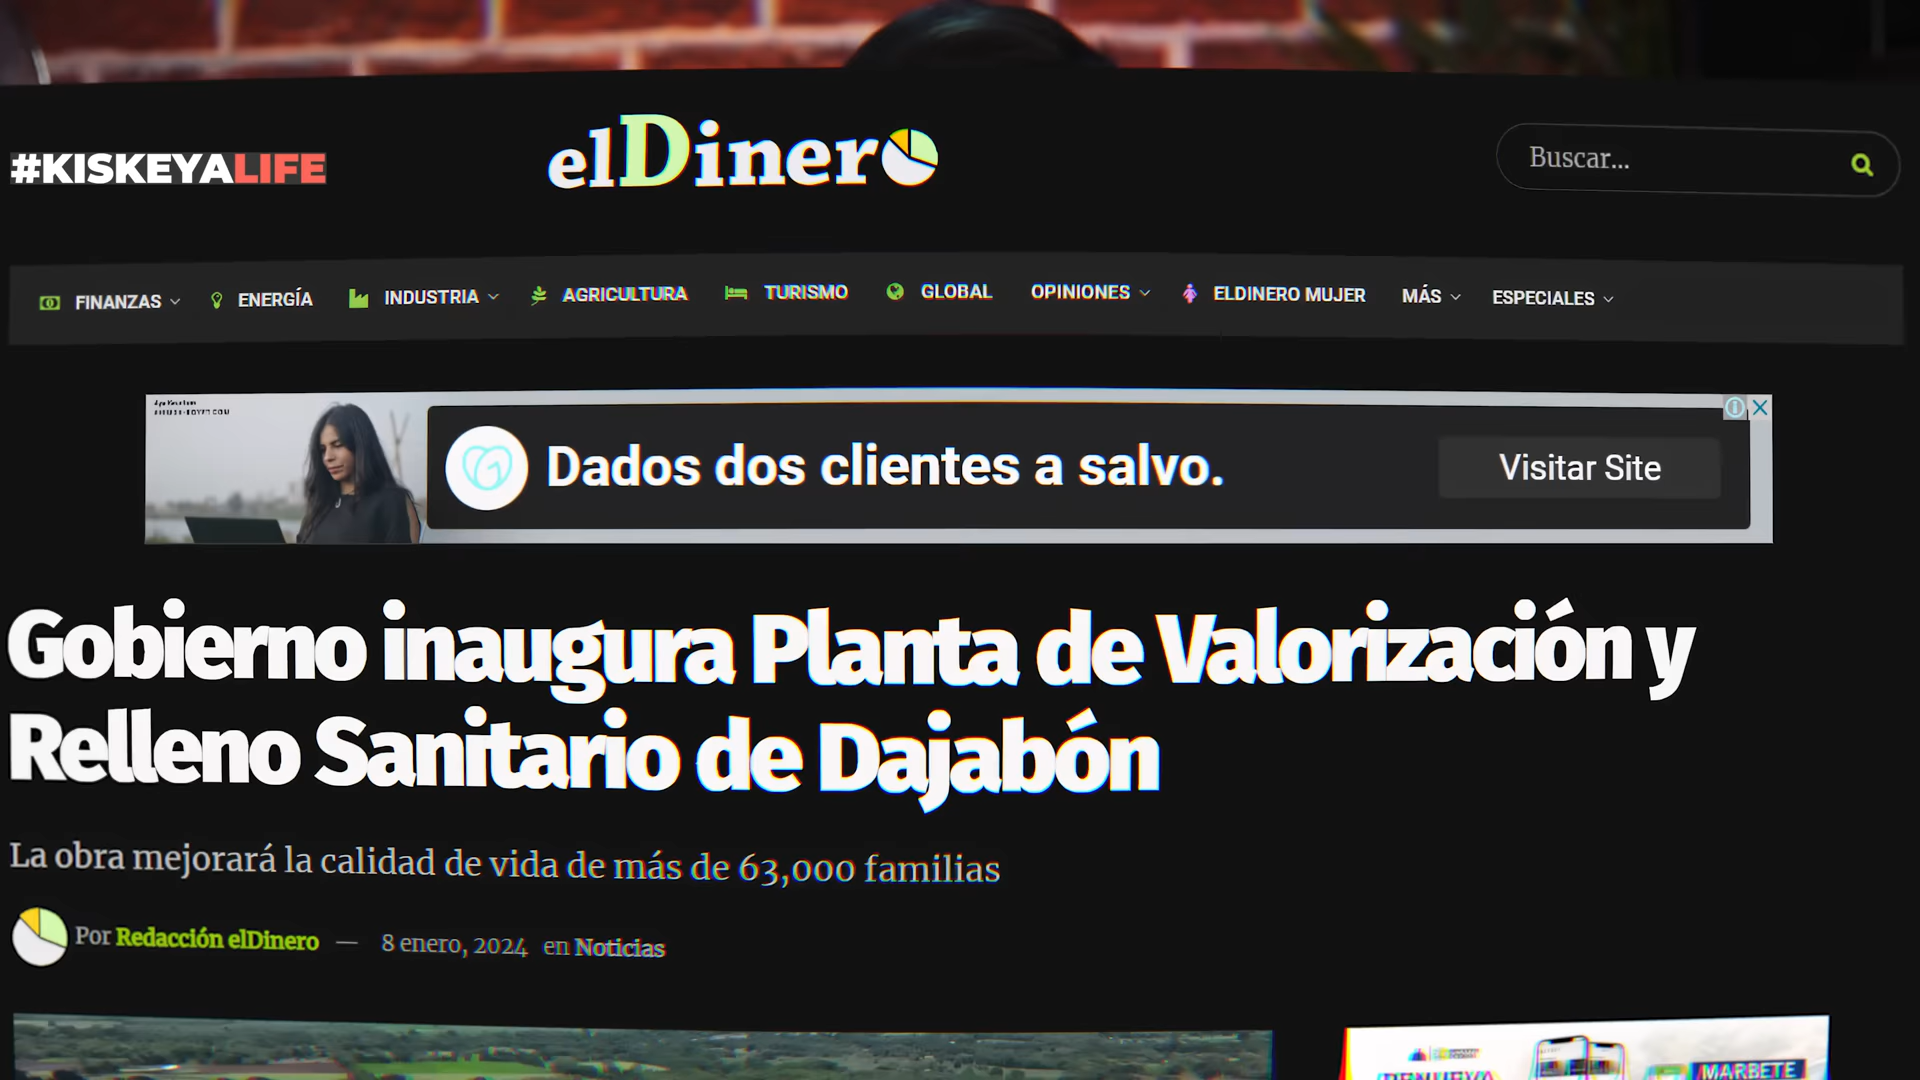 #KISKEYALIFE
elDinero
Buscar...
FINANZAS
ENERGÍA
INDUSTRIA
AGRICULTURA
TURISMO
GLOBAL
OPINIONES
ELDINERO MUJER
MÁS
ESPECIALES
Dados dos clientes a salvo.
Visitar Site
Gobierno inaugura Planta de Valorización y
Relleno Sanitario de Dajabón
La obra mejorará la calidad de vida de más de 63,000 familias
Por Redacción elDinero — 8 enero, 2024 en Noticias
MARBETE